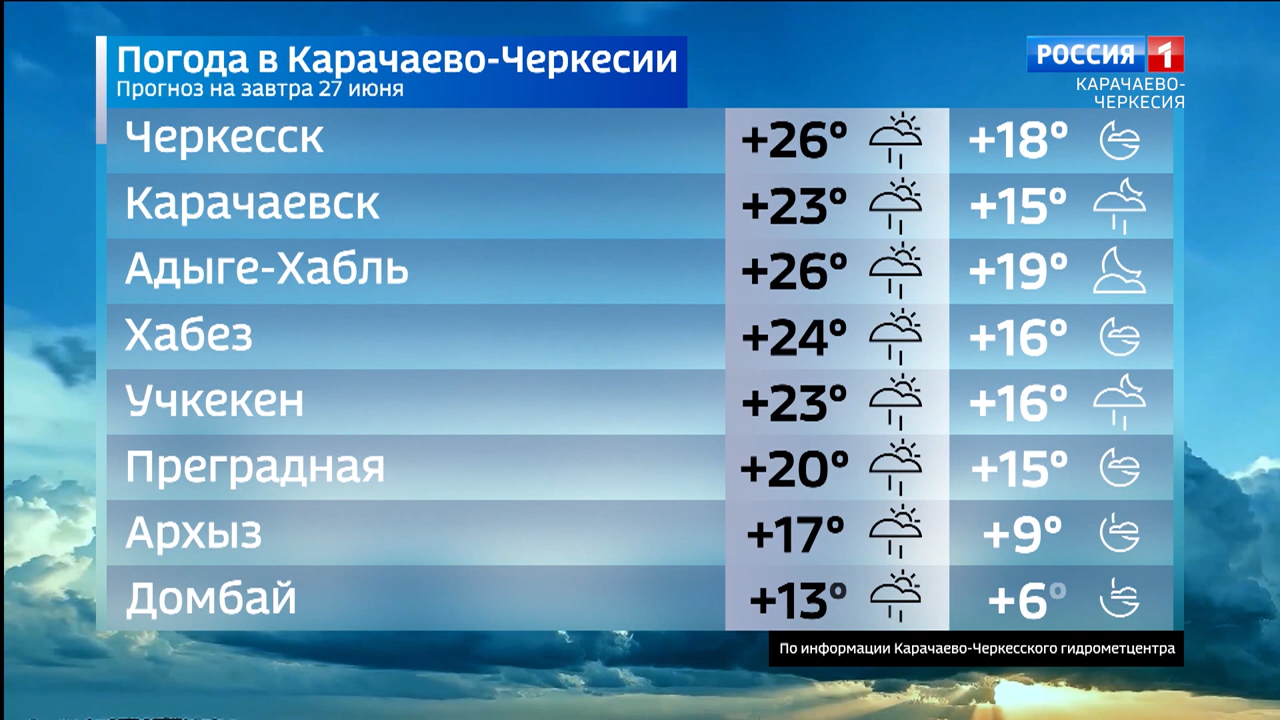 Погода в Карачаево-Черкесии
Прогноз на завтра 27 июня
РОССИЯ 1
КАРАЧАЕВО-
ЧЕРКЕСИЯ
Черкесск +26° +18°
Карачаевск +23° +15°
Адыге-Хабль +26° +19°
Хабез +24° +16°
Учкекен +23° +16°
Преградная +20° +15°
Архыз +17° +9°
Домбай +13° +6°
По информации Карачаево-Черкесского гидрометцентра